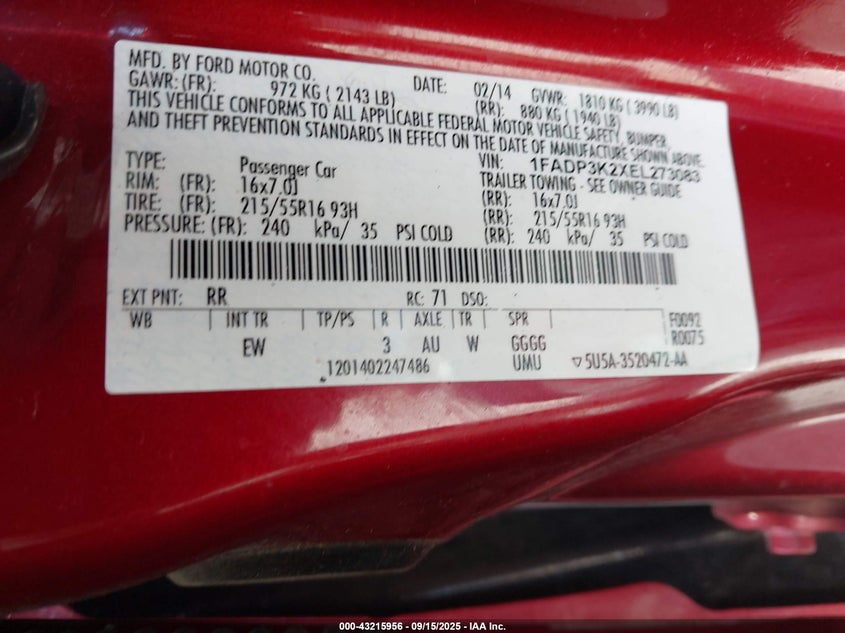 MFD. BY FORD MOTOR CO. DATE: 02/14 GVWR: 1810 KG ( 3990 LB)
GAWR: (FR): 972 KG ( 2143 LB) (RR): 880 KG ( 1940 LB)
THIS VEHICLE CONFORMS TO ALL APPLICABLE FEDERAL MOTOR VEHICLE SAFETY, BUMPER,
AND THEFT PREVENTION STANDARDS IN EFFECT ON THE DATE OF MANUFACTURE SHOWN ABOVE.
TYPE: Passenger Car VIN: 1FADP3K2XEL273083
TRAILER TOWING - SEE OWNER GUIDE
RIM: (FR): 16x7.0J (RR): 16x7.0J
TIRE: (FR): 215/55R16 93H (RR): 215/55R16 93H
PRESSURE: (FR): 240 kPa/ 35 PSI COLD (RR): 240 kPa/ 35 PSI COLD
EXT PNT: RR RC: 71 DSO:
WB INT TR TP/PS R AXLE TR SPR F0092
EW 3 AU W GGGG R0075
1201402247486 UMU ▽5U5A-3520472-AA
000-43215956 - 09/15/2025 - IAA Inc.